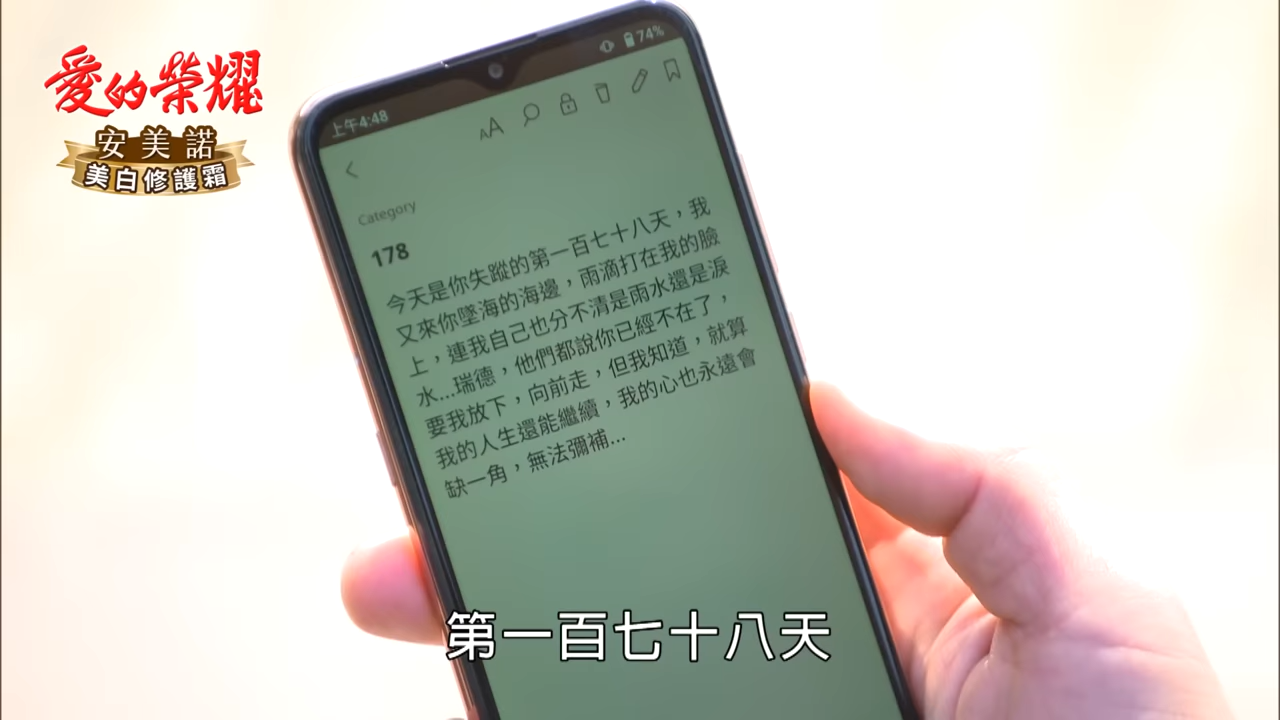 愛的榮耀
安美諾
美白修護霜
上午4:48
74%
AA
Category
178
今天是你失蹤的第一百七十八天，我
又來你墜海的海邊，雨滴打在我的臉
上，連我自己也分不清是雨水還是淚
水...瑞德，他們都說你已經不在了，
要我放下，向前走，但我知道，就算
我的人生還能繼續，我的心也永遠會
缺一角，無法彌補...
第一百七十八天